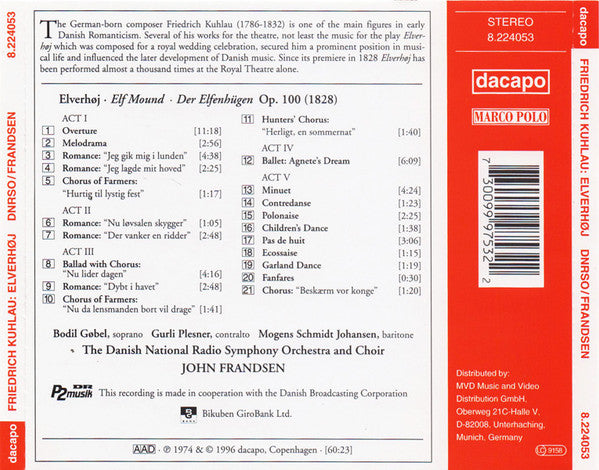 8.224053
FRIEDRICH KUHLAU: ELVERHØJ DNRSO/FRANDSEN
dacapo
The German-born composer Friedrich Kuhlau (1786-1832) is one of the main figures in early
Danish Romanticism. Several of his works for the theatre, not least the music for the play Elver-
høj which was composed for a royal wedding celebration, secured him a prominent position in mus-
ical life and influenced the later development of Danish music. Since its premiere in 1828 Elverhøj has
been performed almost a thousand times at the Royal Theatre alone.
Elverhøj · Elf Mound · Der Elfenhügen Op. 100 (1828)
ACT I
1 Overture [11:18]
2 Melodrama [2:56]
3 Romance: "Jeg gik mig i lunden" [4:38]
4 Romance: "Jeg lagde mit hoved" [2:25]
5 Chorus of Farmers:
"Hurtig til lystig fest" [1:17]
ACT II
6 Romance: "Nu løvsalen skygger" [1:05]
7 Romance: "Der vanker en ridder" [2:48]
ACT III
8 Ballad with Chorus:
"Nu lider dagen" [4:16]
9 Romance: "Dybt i havet" [2:48]
10 Chorus of Farmers:
"Nu da lensmanden bort vil drage" [1:41]
11 Hunters' Chorus:
"Herligt, en sommernat" [1:40]
ACT IV
12 Ballet: Agnete's Dream [6:09]
ACT V
13 Minuet [4:24]
14 Contredanse [1:23]
15 Polonaise [2:25]
16 Children's Dance [1:38]
17 Pas de huit [3:06]
18 Ecossaise [1:15]
19 Garland Dance [1:19]
20 Fanfares [0:30]
21 Chorus: "Beskærm vor konge" [1:20]
Bodil Gøbel, soprano Gurli Plesner, contralto Mogens Schmidt Johansen, baritone
The Danish National Radio Symphony Orchestra and Choir
JOHN FRANDSEN
DR
P2musik
This recording is made in cooperation with the Danish Broadcasting Corporation
Bikuben GiroBank Ltd.
AAD · ℗ 1974 & © 1996 dacapo, Copenhagen · [60:23]
STEREO
8.224053
dacapo
MARCO POLO
7 30099 97532 2
Distributed by:
MVD Music and Video
Distribution GmbH,
Oberweg 21C-Halle V,
D-82008, Unterhaching,
Munich, Germany
LC 9158
dacapo
FRIEDRICH KUHLAU: ELVERHØJ DNRSO/FRANDSEN
8.224053